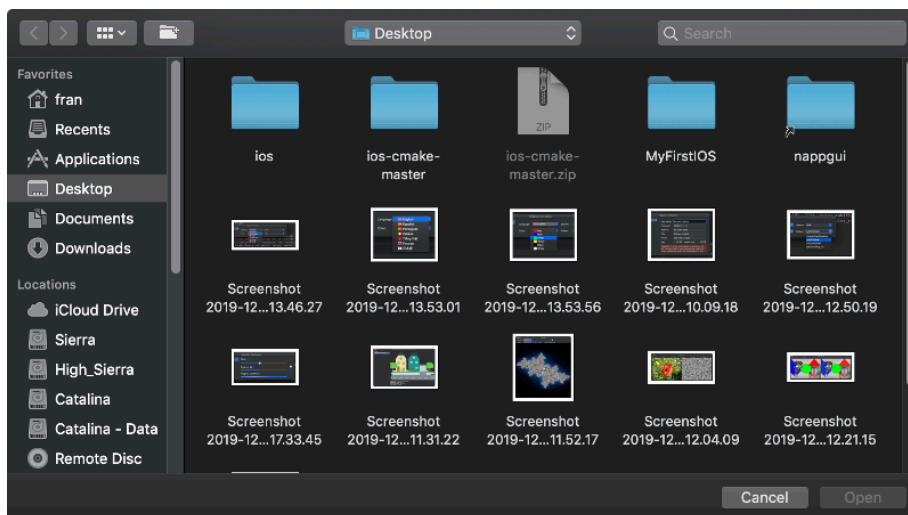 Desktop
Search
Favorites
fran
Recents
Applications
Desktop
Documents
Downloads
Locations
iCloud Drive
Sierra
High_Sierra
Catalina
Catalina - Data
Remote Disc
ZIP
ios
ios-cmake-
master
ios-cmake-
master.zip
MyFirstIOS
nappgui
Screenshot
2019-12...13.46.27
Screenshot
2019-12...13.53.01
Screenshot
2019-12...13.53.56
Screenshot
2019-12...10.09.18
Screenshot
2019-12...12.50.19
Screenshot
2019-12...17.33.45
Screenshot
2019-12...11.31.22
Screenshot
2019-12...11.52.17
Screenshot
2019-12...12.04.09
Screenshot
2019-12...12.21.15
Cancel
Open